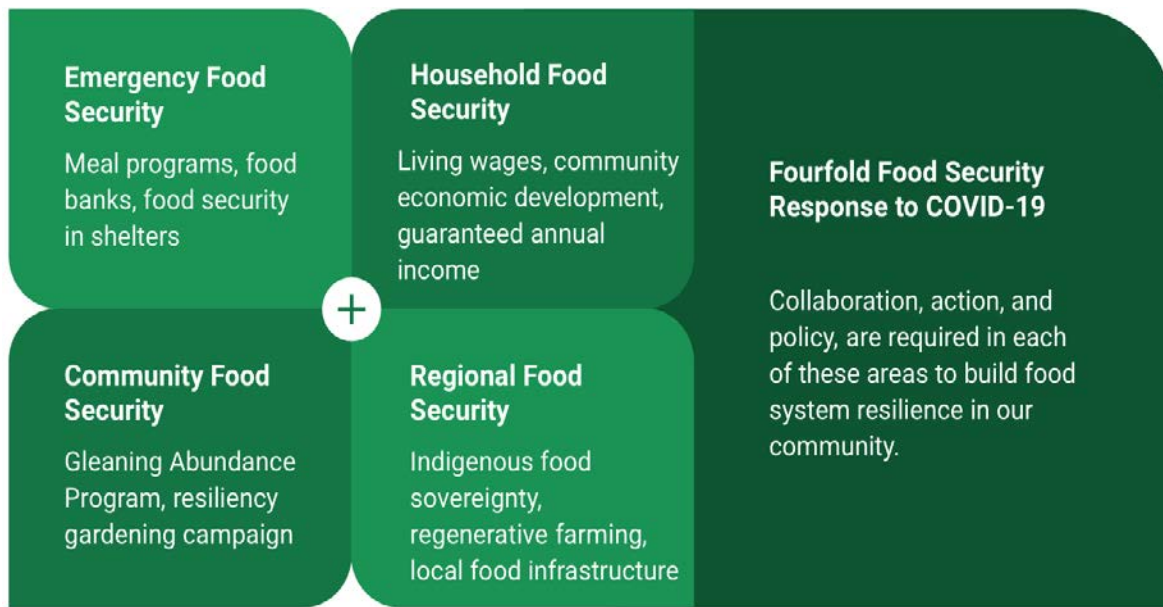 Emergency Food
Security
Meal programs, food
banks, food security
in shelters
Household Food
Security
Living wages, community
economic development,
guaranteed annual
income
Community Food
Security
Gleaning Abundance
Program, resiliency
gardening campaign
Regional Food
Security
Indigenous food
sovereignty,
regenerative farming,
local food infrastructure
+
Fourfold Food Security
Response to COVID-19
Collaboration, action, and
policy, are required in each
of these areas to build food
system resilience in our
community.